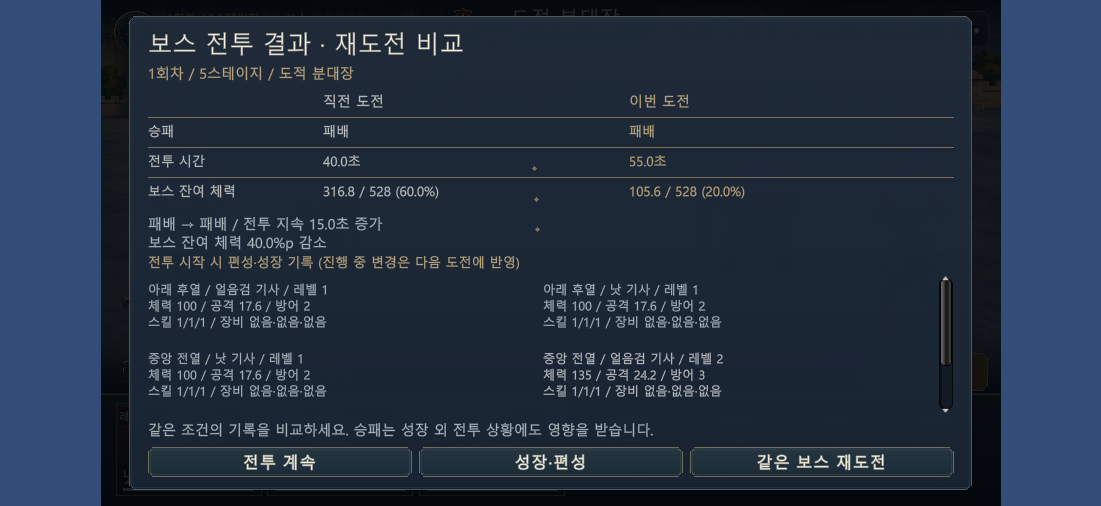 보스 전투 결과 · 재도전 비교
1회차 / 5스테이지 / 도적 분대장
직전 도전 이번 도전
승패 패배 패배
전투 시간 40.0초 55.0초
보스 잔여 체력 316.8 / 528 (60.0%) 105.6 / 528 (20.0%)
패배 → 패배 / 전투 지속 15.0초 증가
보스 잔여 체력 40.0%p 감소
전투 시작 시 편성·성장 기록 (진행 중 변경은 다음 도전에 반영)
아래 후열 / 얼음검 기사 / 레벨 1
체력 100 / 공격 17.6 / 방어 2
스킬 1/1/1 / 장비 없음·없음·없음
중앙 전열 / 낫 기사 / 레벨 1
체력 100 / 공격 17.6 / 방어 2
스킬 1/1/1 / 장비 없음·없음·없음
아래 후열 / 낫 기사 / 레벨 1
체력 100 / 공격 17.6 / 방어 2
스킬 1/1/1 / 장비 없음·없음·없음
중앙 전열 / 얼음검 기사 / 레벨 2
체력 135 / 공격 24.2 / 방어 3
스킬 1/1/1 / 장비 없음·없음·없음
같은 조건의 기록을 비교하세요. 승패는 성장 외 전투 상황에도 영향을 받습니다.
전투 계속 성장·편성 같은 보스 재도전